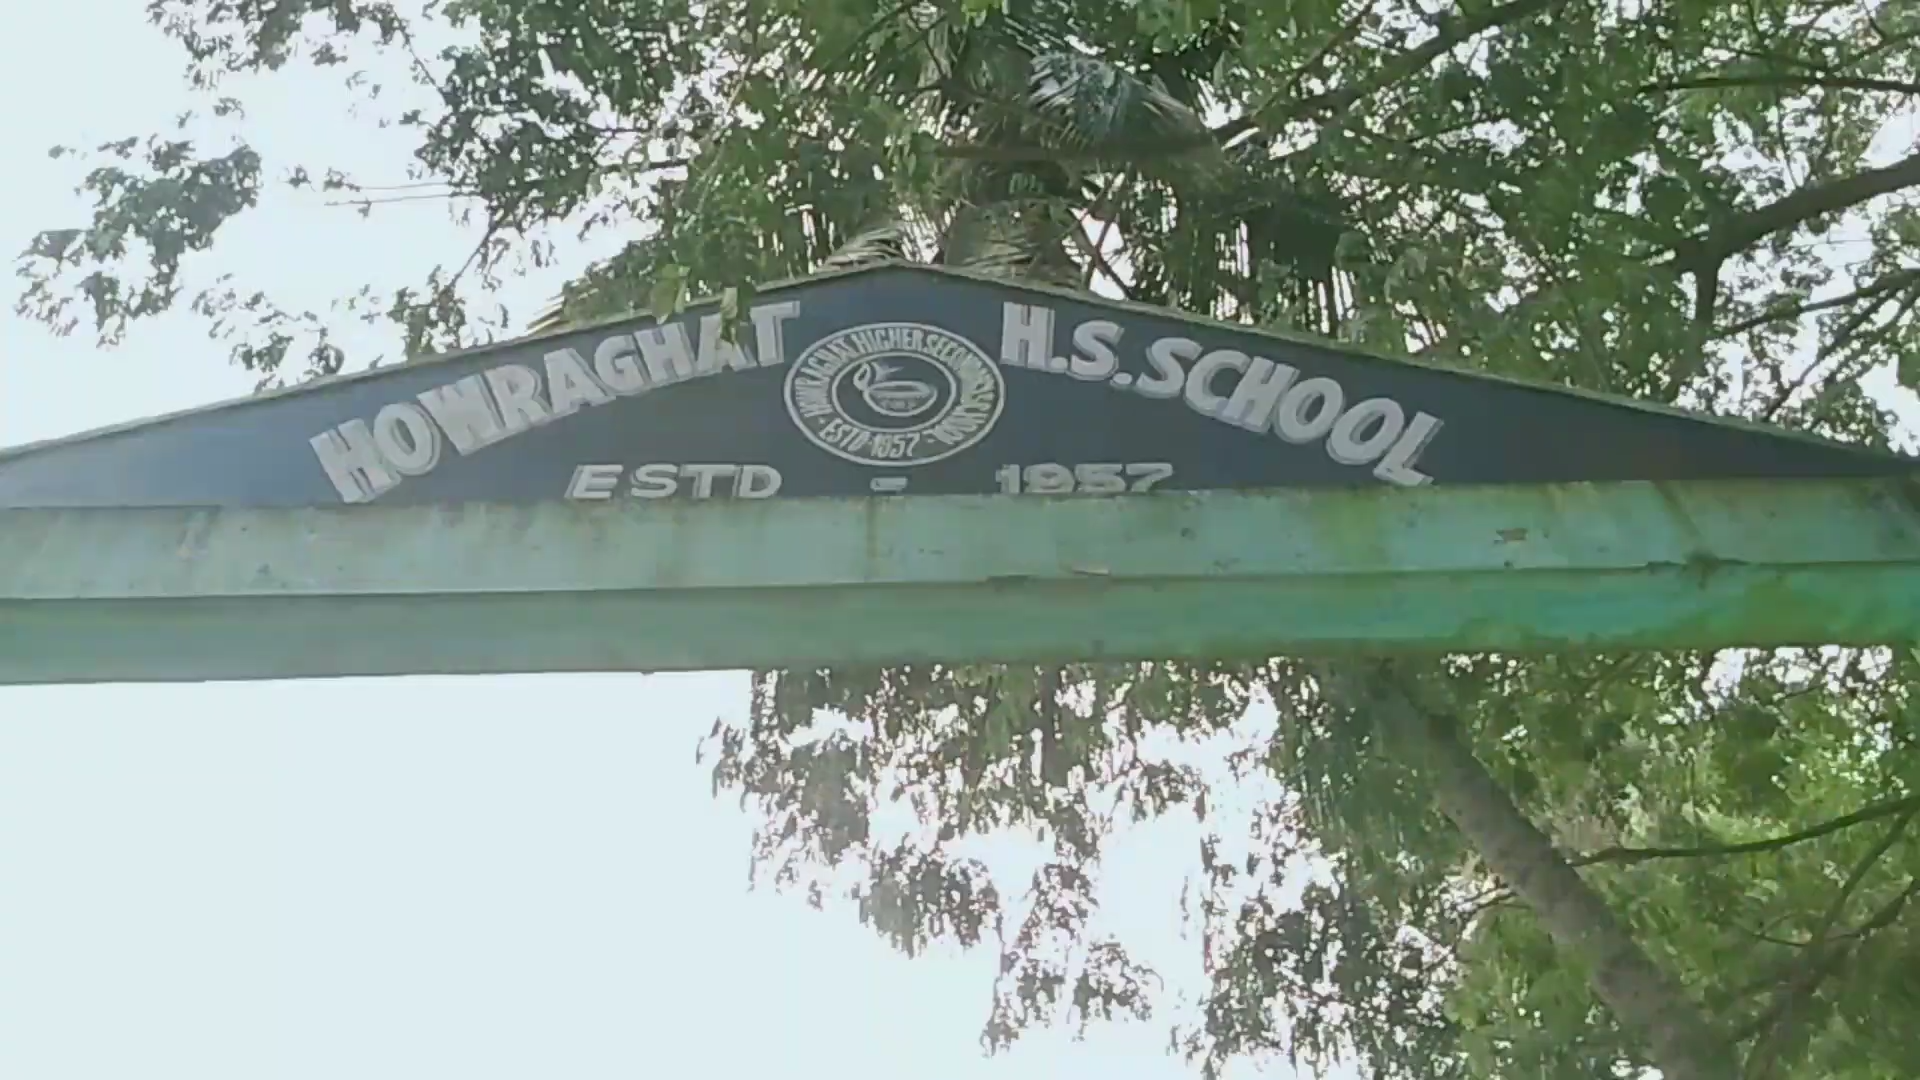 HOWRAGHAT H.S. SCHOOL
HOWRAGHAT HIGHER SECONDARY SCHOOL
· ESTD-1957 ·
ESTD - 1957